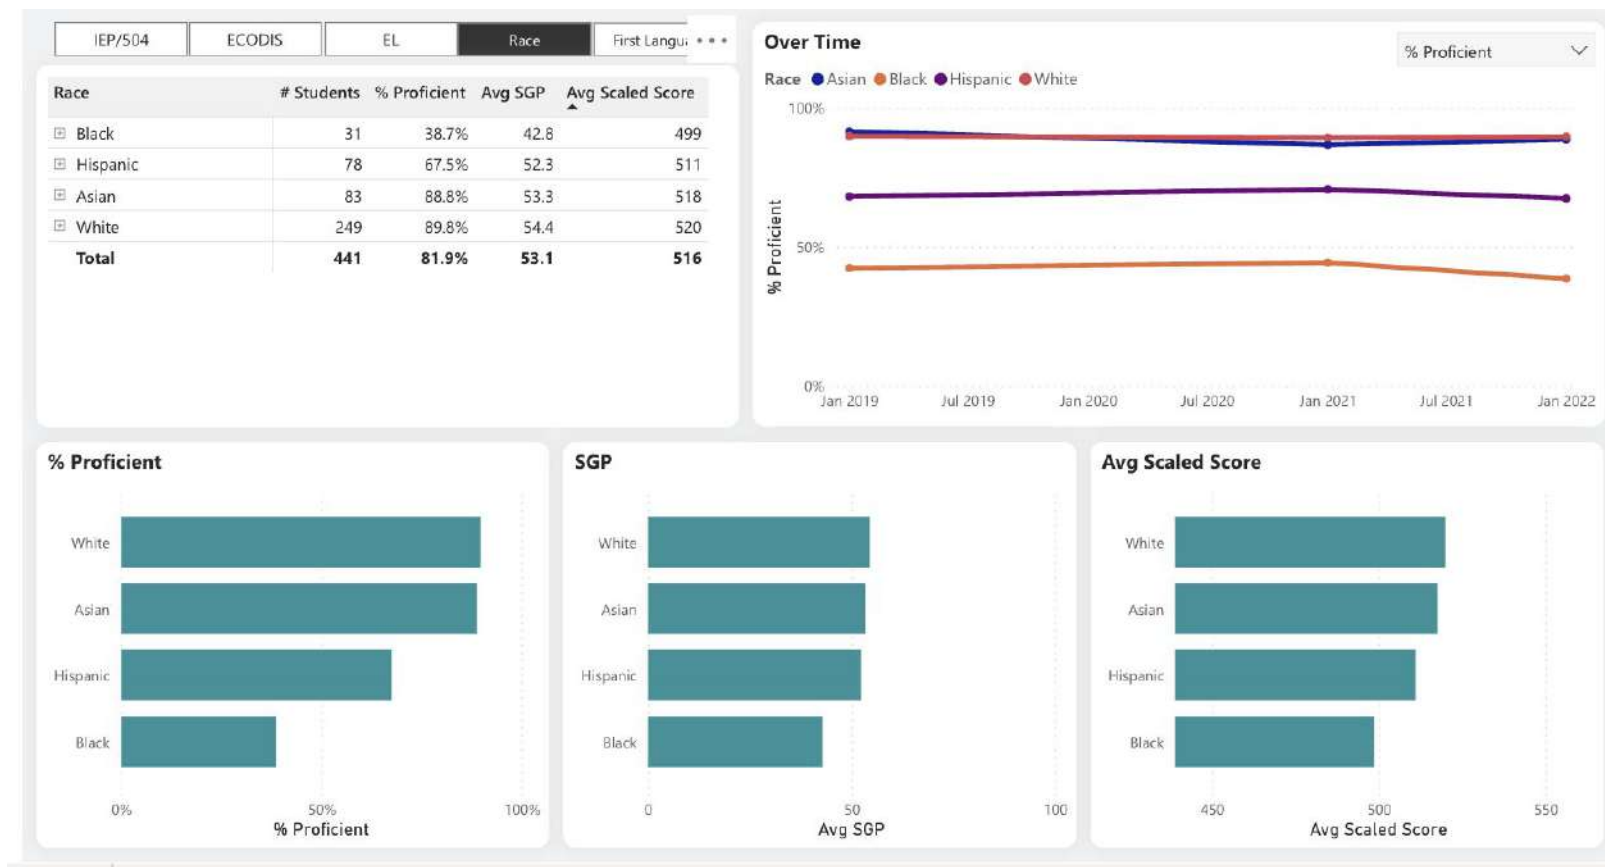 IEP/504 ECODIS EL Race First Langu
Race # Students % Proficient Avg SGP Avg Scaled Score
Black 31 38.7% 42.8 499
Hispanic 78 67.5% 52.3 511
Asian 83 88.8% 53.3 518
White 249 89.8% 54.4 520
Total 441 81.9% 53.1 516
Over Time
% Proficient
Race Asian Black Hispanic White
100%
50%
0%
% Proficient
Jan 2019 Jul 2019 Jan 2020 Jul 2020 Jan 2021 Jul 2021 Jan 2022
% Proficient
White
Asian
Hispanic
Black
0% 50% 100%
% Proficient
SGP
White
Asian
Hispanic
Black
0 50 100
Avg SGP
Avg Scaled Score
White
Asian
Hispanic
Black
450 500 550
Avg Scaled Score